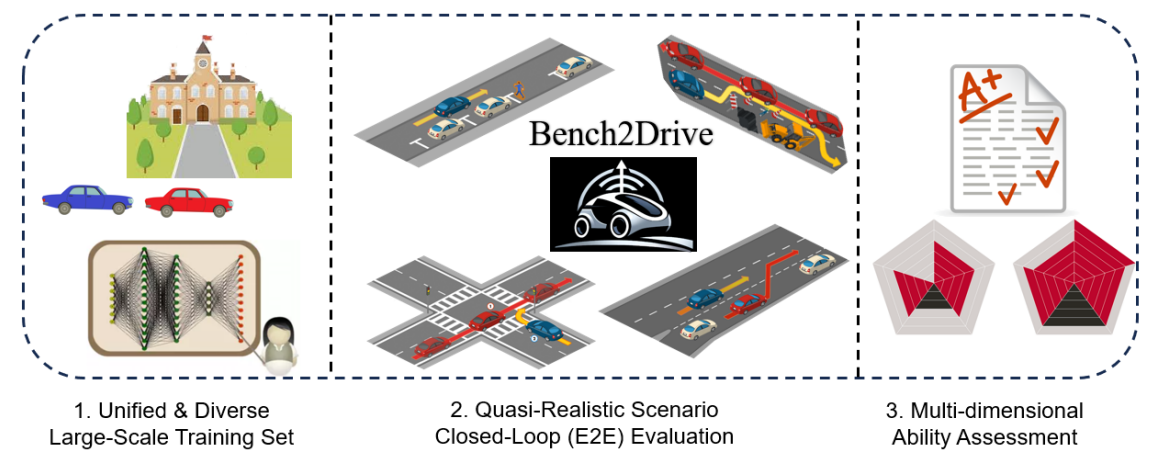 Bench2Drive
A+
1. Unified & Diverse
Large-Scale Training Set
2. Quasi-Realistic Scenario
Closed-Loop (E2E) Evaluation
3. Multi-dimensional
Ability Assessment